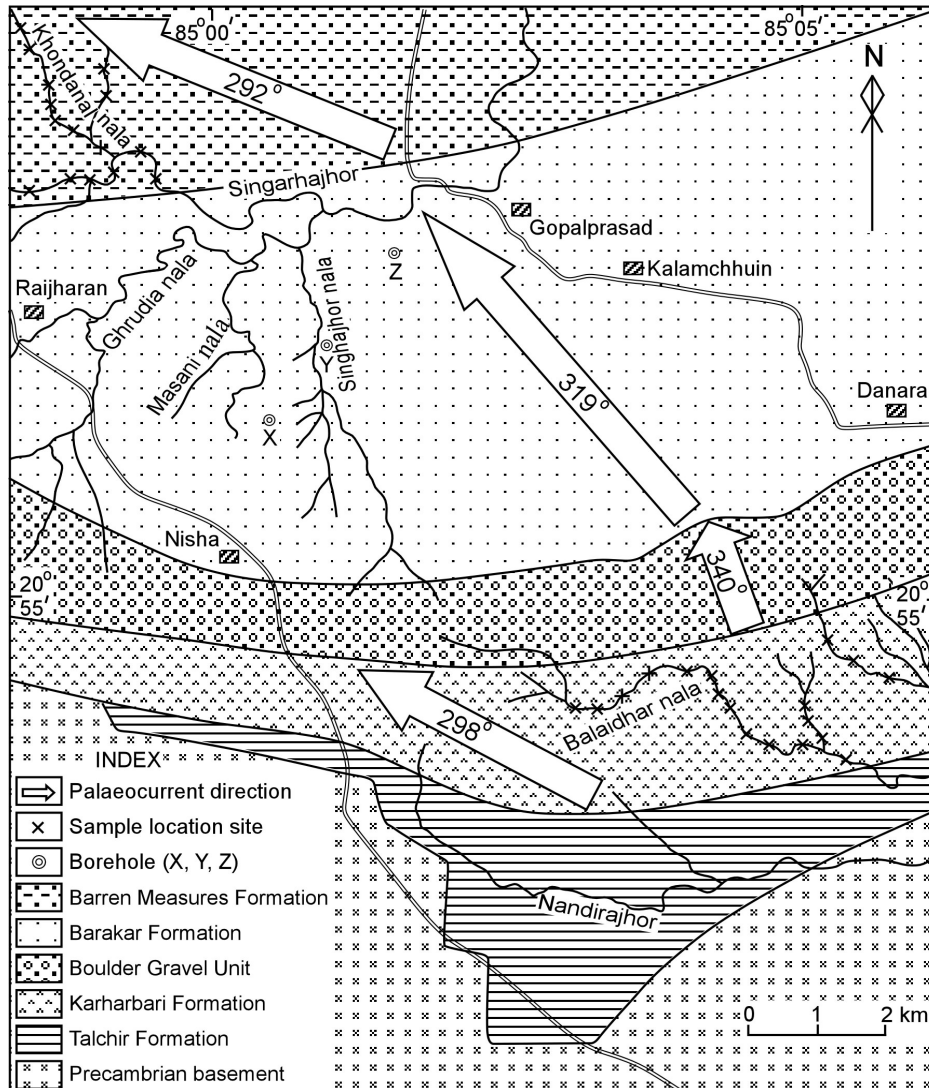 85°00′
85°05′
Khondanal nala
292°
N
Singarhajhor
Gopalprasad
Z
Kalamchhuin
Raijharan
Ghrudia nala
Masani nala
Singhajhor nala
Y
X
319°
Danara
Nisha
340°
20°
55′
20°
55′
298°
Balaidhar nala
Nandirajhor
INDEX
Palaeocurrent direction
Sample location site
Borehole (X, Y, Z)
Barren Measures Formation
Barakar Formation
Boulder Gravel Unit
Karharbari Formation
Talchir Formation
Precambrian basement
0 1 2 km